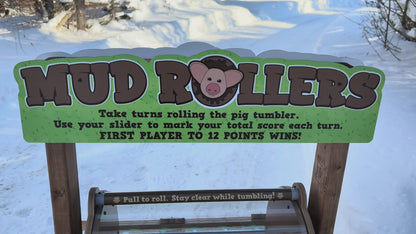 MUD ROLLERS
Take turns rolling the pig tumbler.
Use your slider to mark your total score each turn.
FIRST PLAYER TO 12 POINTS WINS!
Pull to roll. Stay clear while tumbling!